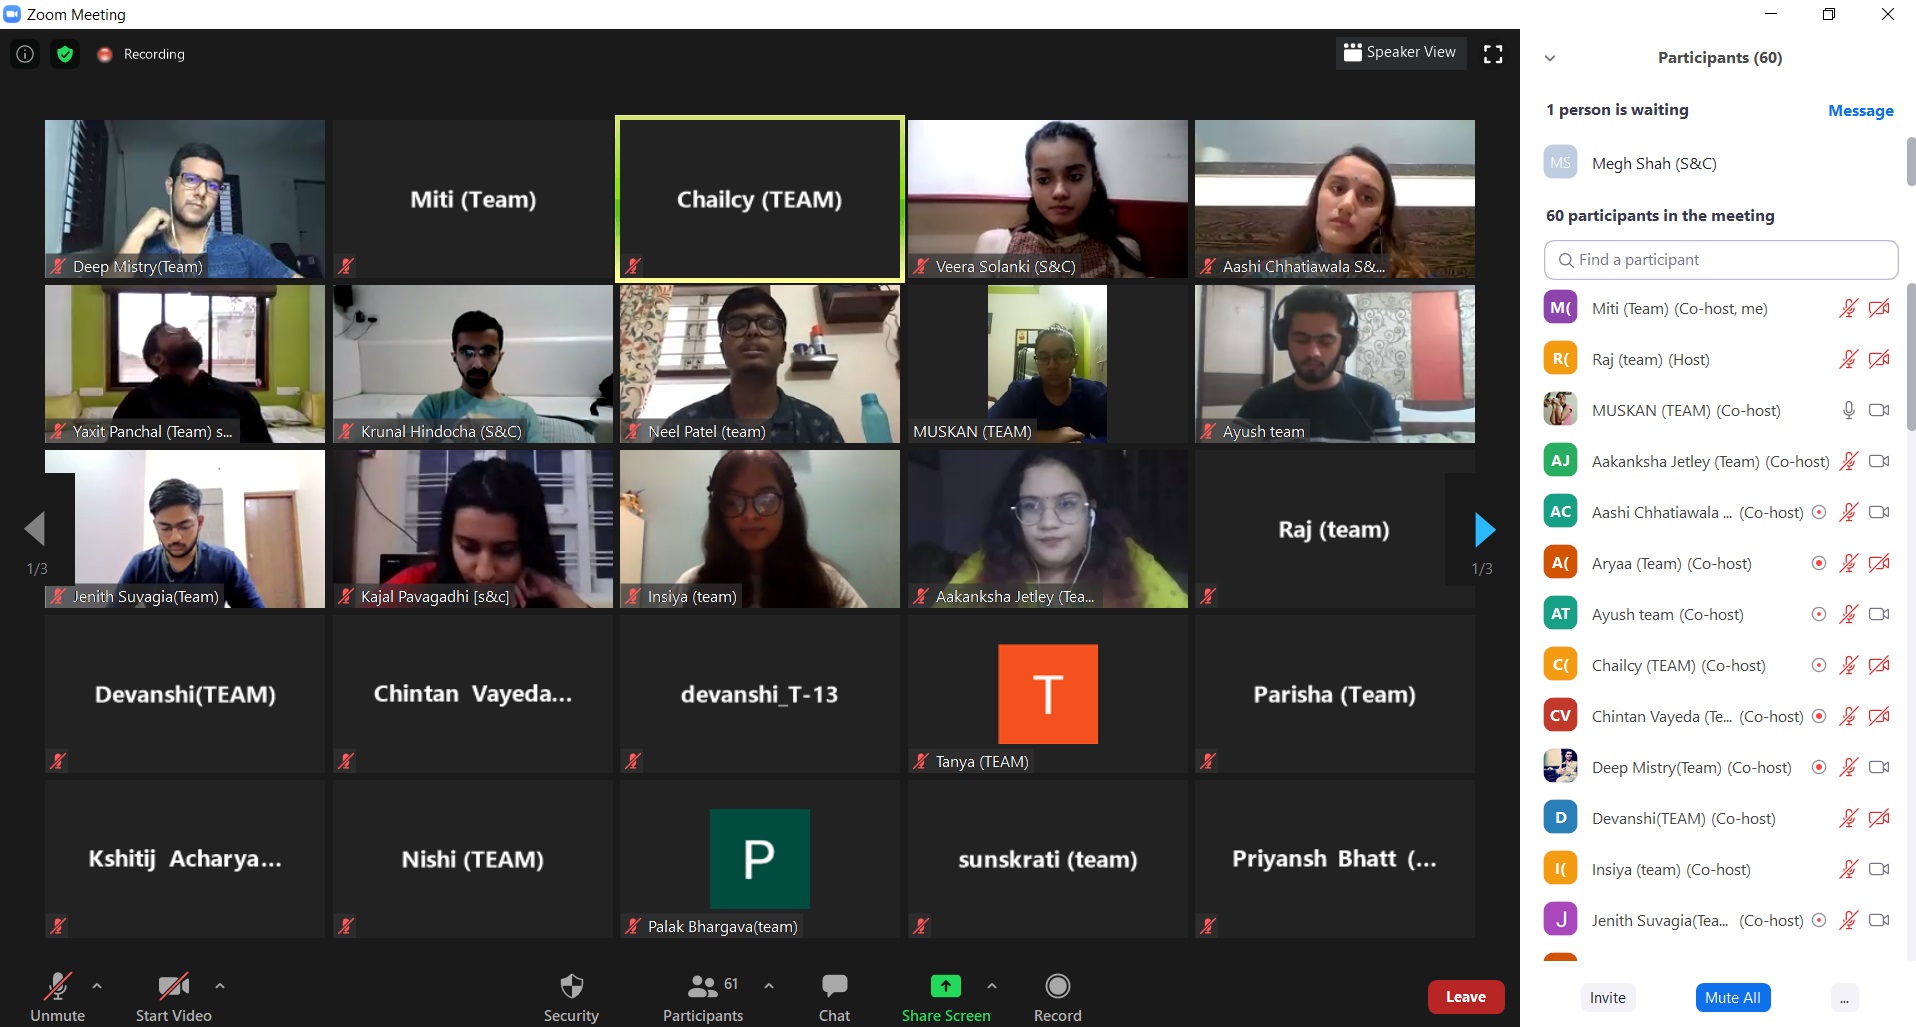 Zoom Meeting
Recording
Speaker View
Deep Mistry(Team)
Miti (Team)
Chailcy (TEAM)
Veera Solanki (S&C)
Aashi Chhatiawala S&...
Yaxit Panchal (Team) s...
Krunal Hindocha (S&C)
Neel Patel (team)
MUSKAN (TEAM)
Ayush team
Jenith Suvagia(Team)
Kajal Pavagadhi [s&c]
Insiya (team)
Aakanksha Jetley (Tea...
Raj (team)
1/3
1/3
Devanshi(TEAM)
Chintan Vayeda...
devanshi_T-13
T
Tanya (TEAM)
Parisha (Team)
Kshitij Acharya...
Nishi (TEAM)
P
Palak Bhargava(team)
sunskrati (team)
Priyansh Bhatt (...
Unmute
Start Video
Security
Participants
61
Chat
Share Screen
Record
Leave
Participants (60)
1 person is waiting
Message
MS Megh Shah (S&C)
60 participants in the meeting
Find a participant
M( Miti (Team) (Co-host, me)
R( Raj (team) (Host)
MUSKAN (TEAM) (Co-host)
AJ Aakanksha Jetley (Team) (Co-host)
AC Aashi Chhatiawala ... (Co-host)
A( Aryaa (Team) (Co-host)
AT Ayush team (Co-host)
C( Chailcy (TEAM) (Co-host)
CV Chintan Vayeda (Te... (Co-host)
Deep Mistry(Team) (Co-host)
D Devanshi(TEAM) (Co-host)
I( Insiya (team) (Co-host)
J Jenith Suvagia(Tea... (Co-host)
Invite
Mute All
...